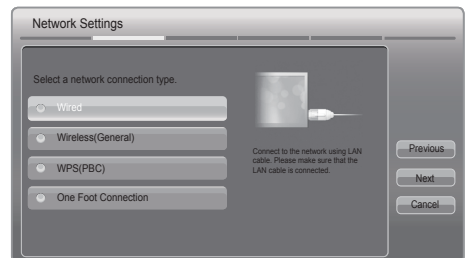 Network Settings
Select a network connection type.
Wired
Wireless(General)
WPS(PBC)
One Foot Connection
Connect to the network using LAN
cable. Please make sure that the
LAN cable is connected.
Previous
Next
Cancel